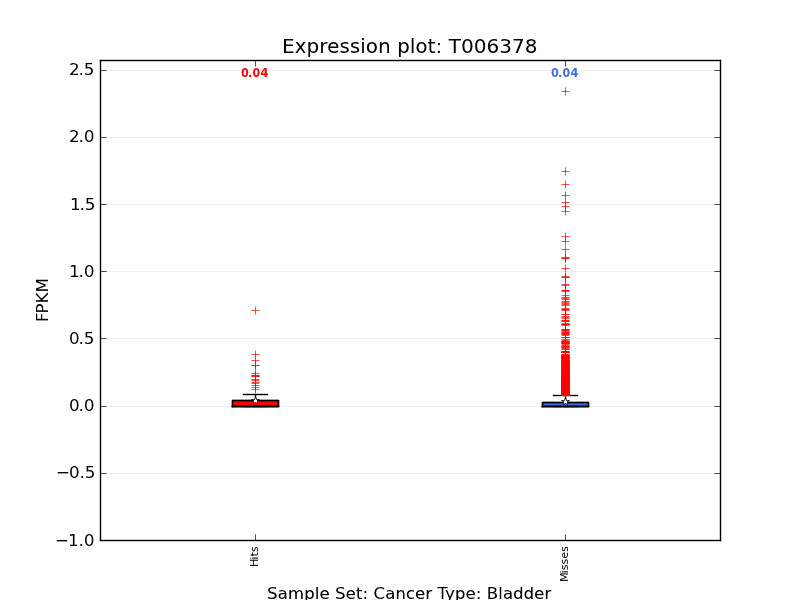 Expression plot: T006378
0.04
0.04
2.5
2.0
1.5
1.0
0.5
0.0
−0.5
−1.0
FPKM
Hits
Misses
Sample Set: Cancer Type: Bladder